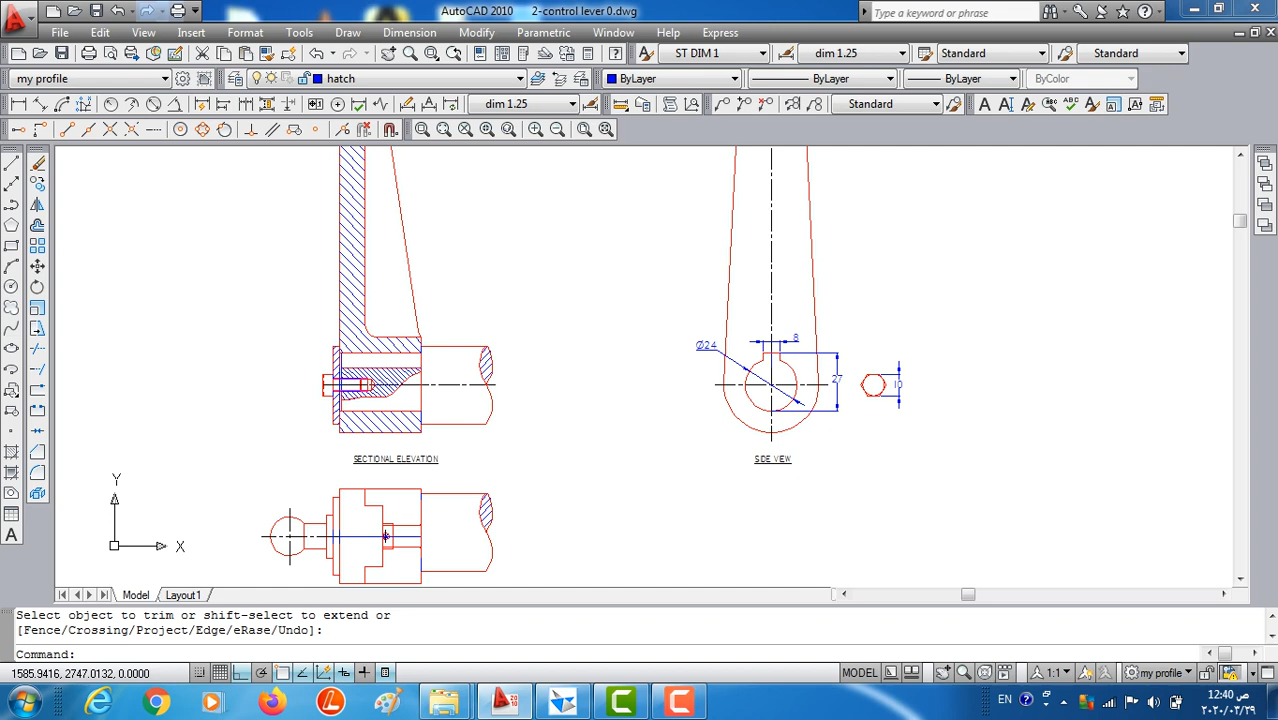 AutoCAD 2010 2-control lever 0.dwg
Type a keyword or phrase
File Edit View Insert Format Tools Draw Dimension Modify Parametric Window Help Express
ST DIM 1 dim 1.25 Standard Standard
my profile hatch ByLayer ByLayer ByLayer ByColor
dim 1.25 Standard
Ø24
8
27
10
SECTIONAL ELEVATION
SIDE VIEW
Y
X
Model Layout1
Select object to trim or shift-select to extend or
[Fence/Crossing/Project/Edge/eRase/Undo]:
Command:
1585.9416, 2747.0132, 0.0000 MODEL 1:1 my profile
EN 12:40 ص
٢٠٢٠/٠٣/٢٩